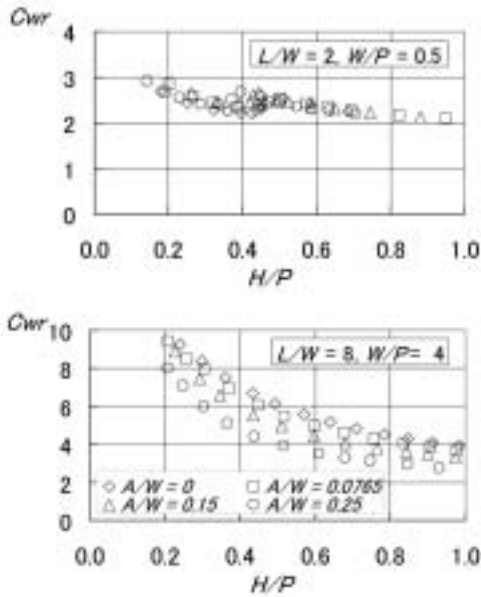 Cwr
4
L/W = 2, W/P = 0.5
3
2
1
0
0.0 0.2 0.4 0.6 0.8 1.0
H/P
Cwr
10
L/W = 8, W/P= 4
8
6
4
2
◇ A/W = 0 □ A/W = 0.0765
△ A/W = 0.15 ○ A/W = 0.25
0
0.0 0.2 0.4 0.6 0.8 1.0
H/P